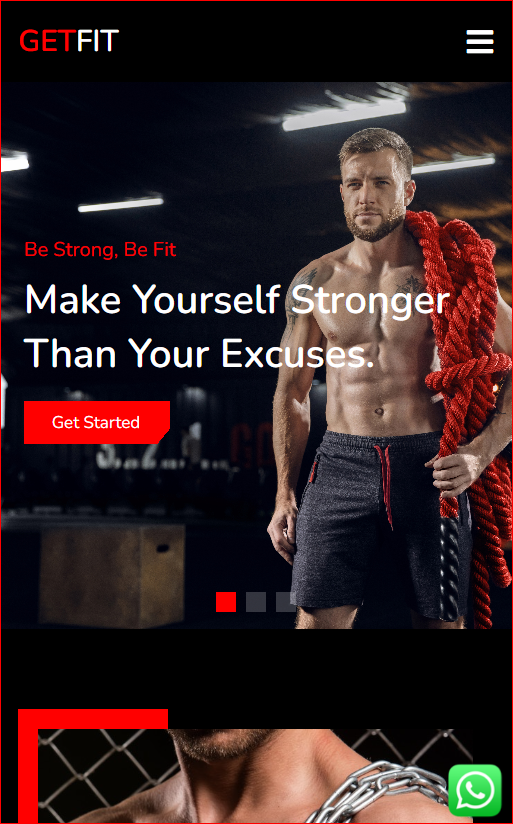 GETFIT
Be Strong, Be Fit
Make Yourself Stronger
Than Your Excuses.
Get Started